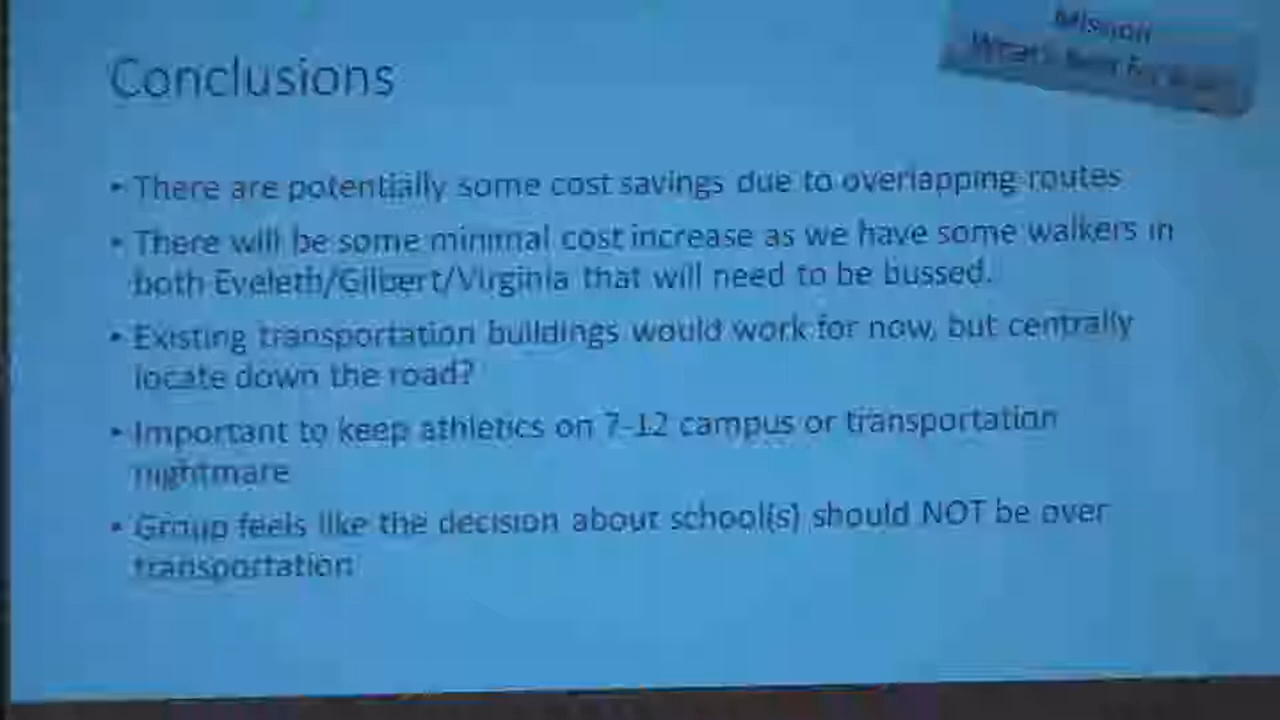 Mission
What's Best For
Conclusions
• There are potentially some cost savings due to overlapping routes
• There will be some minimal cost increase as we have some walkers in
both Eveleth/Gilbert/Virginia that will need to be bussed.
• Existing transportation buildings would work for now, but centrally
locate down the road?
• Important to keep athletics on 7-12 campus or transportation
nightmare
• Group feels like the decision about school(s) should NOT be over
transportation